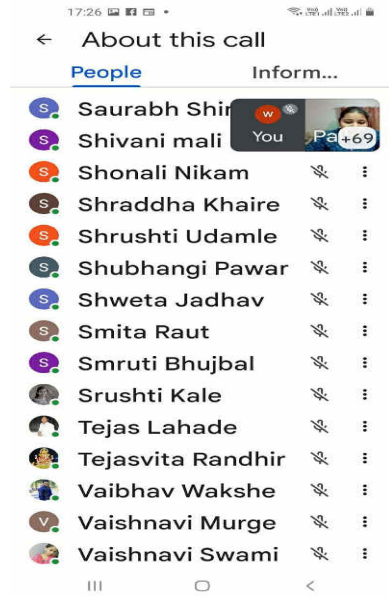 17:26
About this call
People Inform...
S Saurabh Shir
W You Pa +69
S Shivani mali
S Shonali Nikam
S Shraddha Khaire
S Shrushti Udamle
S Shubhangi Pawar
S Shweta Jadhav
S Smita Raut
S Smruti Bhujbal
Srushti Kale
Tejas Lahade
Tejasvita Randhir
Vaibhav Wakshe
V Vaishnavi Murge
Vaishnavi Swami